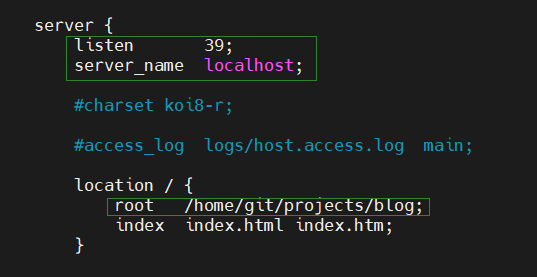 server {
listen 39;
server_name localhost;
#charset koi8-r;
#access_log logs/host.access.log main;
location / {
root /home/git/projects/blog;
index index.html index.htm;
}